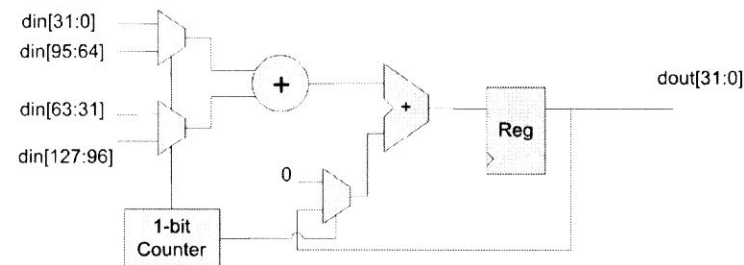 din[31:0]
din[95:64]
din[63:31]
din[127:96]
+
+
0
Reg
dout[31:0]
1-bit
Counter